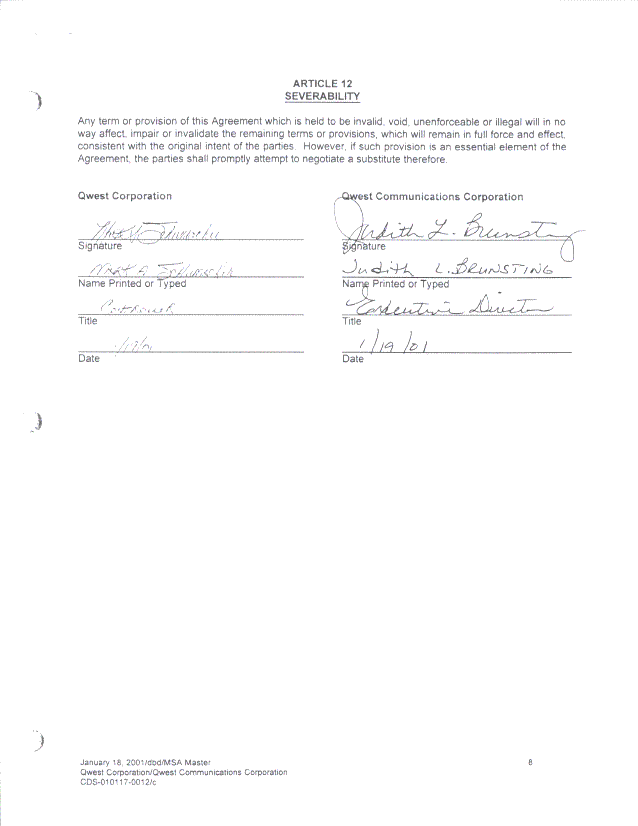 ARTICLE 12
SEVERABILITY
Any term or provision of this Agreement which is held to be invalid, void, unenforceable or illegal will in no
way affect, impair or invalidate the remaining terms or provisions, which will remain in full force and effect,
consistent with the original intent of the parties. However, if such provision is an essential element of the
Agreement, the parties shall promptly attempt to negotiate a substitute therefore.
Qwest Corporation
Signature
Name Printed or Typed
Title
Date
Qwest Communications Corporation
Judith L. Brunsting
Signature
Judith L. BRUNSTING
Name Printed or Typed
Executive Director
Title
1/19/01
Date
January 18, 2001/dbd/MSA Master
Qwest Corporation/Qwest Communications Corporation
CDS-010117-0012/c
8